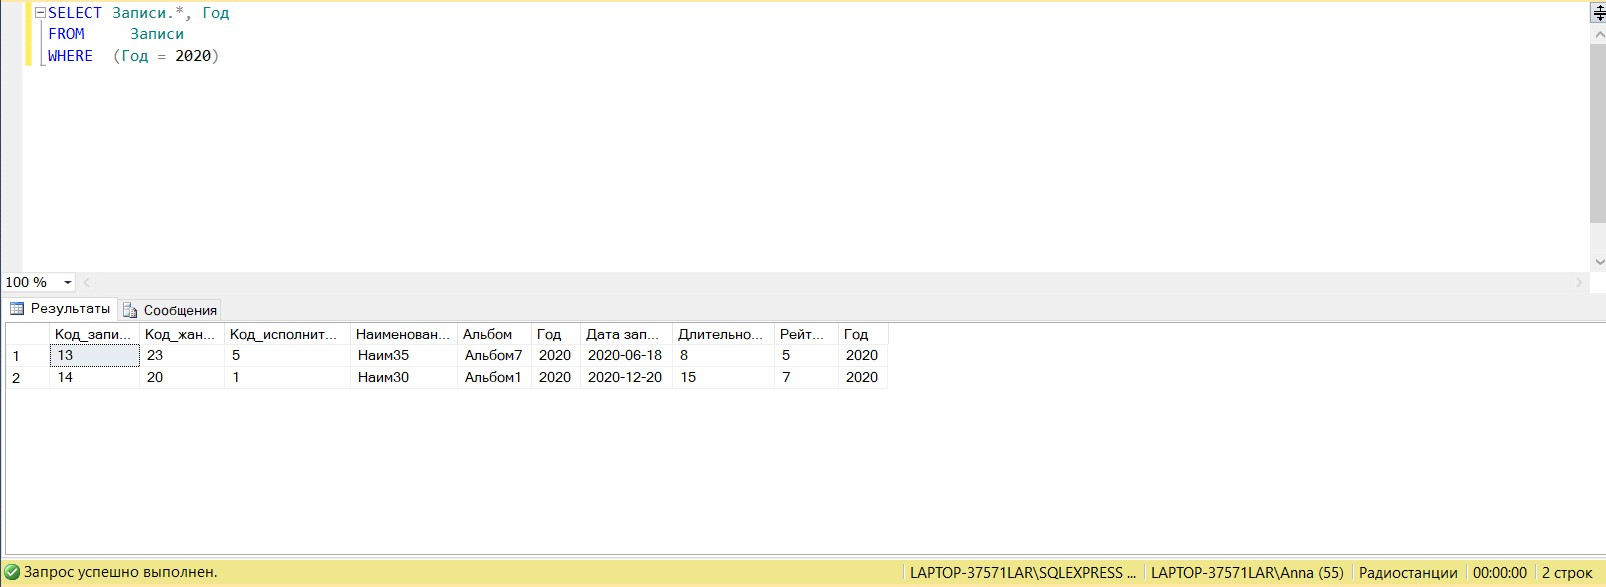 SELECT Записи.*, Год
FROM Записи
WHERE (Год = 2020)
100 %
Результаты Сообщения
Код_запи... Код_жан... Код_исполнит... Наименован... Альбом Год Дата зап... Длительно... Рейт... Год
1 13 23 5 Наим35 Альбом7 2020 2020-06-18 8 5 2020
2 14 20 1 Наим30 Альбом1 2020 2020-12-20 15 7 2020
Запрос успешно выполнен. LAPTOP-37571LAR\SQLEXPRESS ... LAPTOP-37571LAR\Anna (55) Радиостанции 00:00:00 2 строк